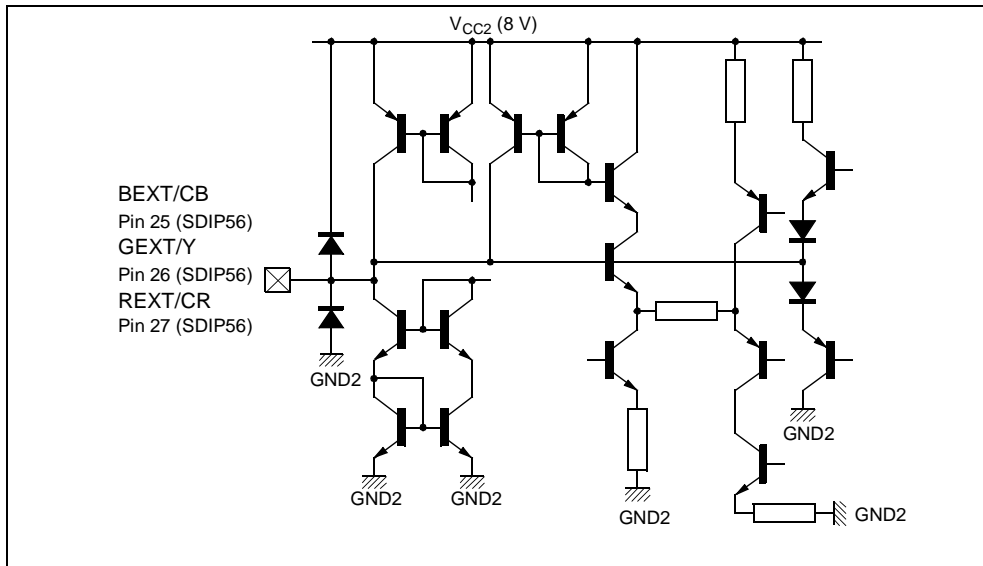 VCC2 (8 V)
BEXT/CB
Pin 25 (SDIP56)
GEXT/Y
Pin 26 (SDIP56)
REXT/CR
Pin 27 (SDIP56)
GND2
GND2
GND2
GND2
GND2
GND2